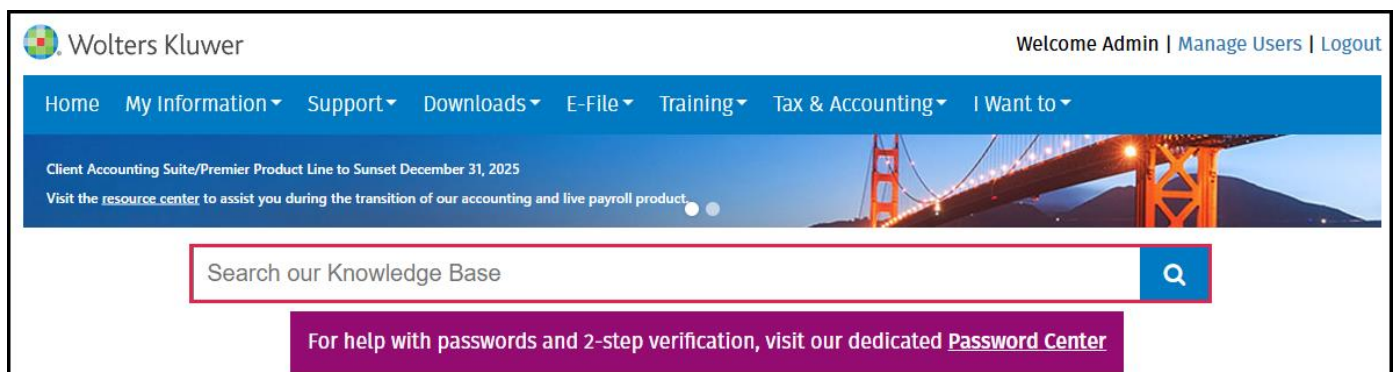 Wolters Kluwer
Welcome Admin | Manage Users | Logout
Home My Information Support Downloads E-File Training Tax & Accounting I Want to
Client Accounting Suite/Premier Product Line to Sunset December 31, 2025
Visit the resource center to assist you during the transition of our accounting and live payroll product.
Search our Knowledge Base
For help with passwords and 2-step verification, visit our dedicated Password Center